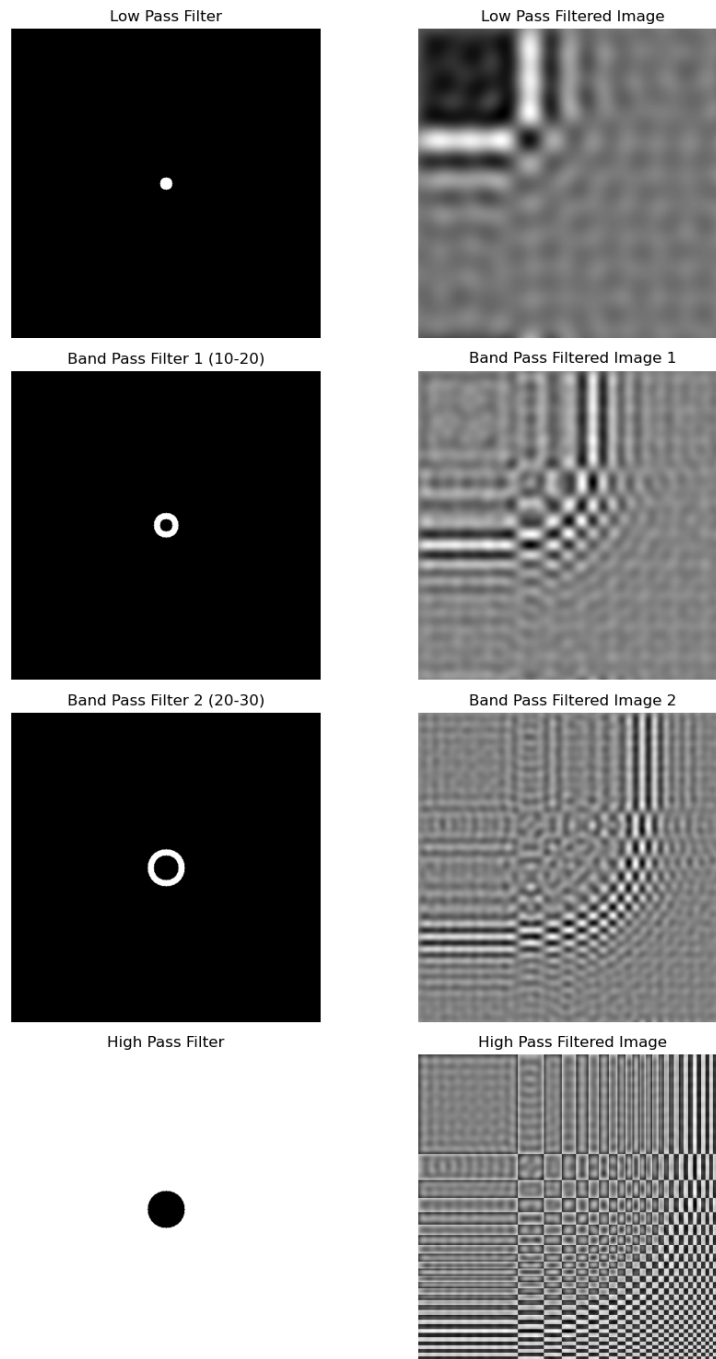 Low Pass Filter
Low Pass Filtered Image
Band Pass Filter 1 (10-20)
Band Pass Filtered Image 1
Band Pass Filter 2 (20-30)
Band Pass Filtered Image 2
High Pass Filter
High Pass Filtered Image